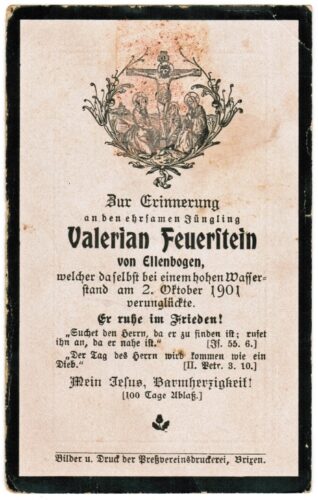 Zur Erinnerung
an den ehrsamen Jüngling
Valerian Feuerstein
von Ellenbogen,
welcher daselbst bei einem hohen Wasser-
stand am 2. Oktober 1901
verunglückte.
Er ruhe im Frieden!
„Suchet den Herrn, da er zu finden ist; rufet
ihn an, da er nahe ist.“ [Js. 55. 6.]
„Der Tag des Herrn wird kommen wie ein
Dieb.“ [II. Petr. 3. 10.]
Mein Jesus, Barmherzigkeit!
[100 Tage Ablaß.]
Bilder u. Druck der Preßvereinsdruckerei, Brixen.